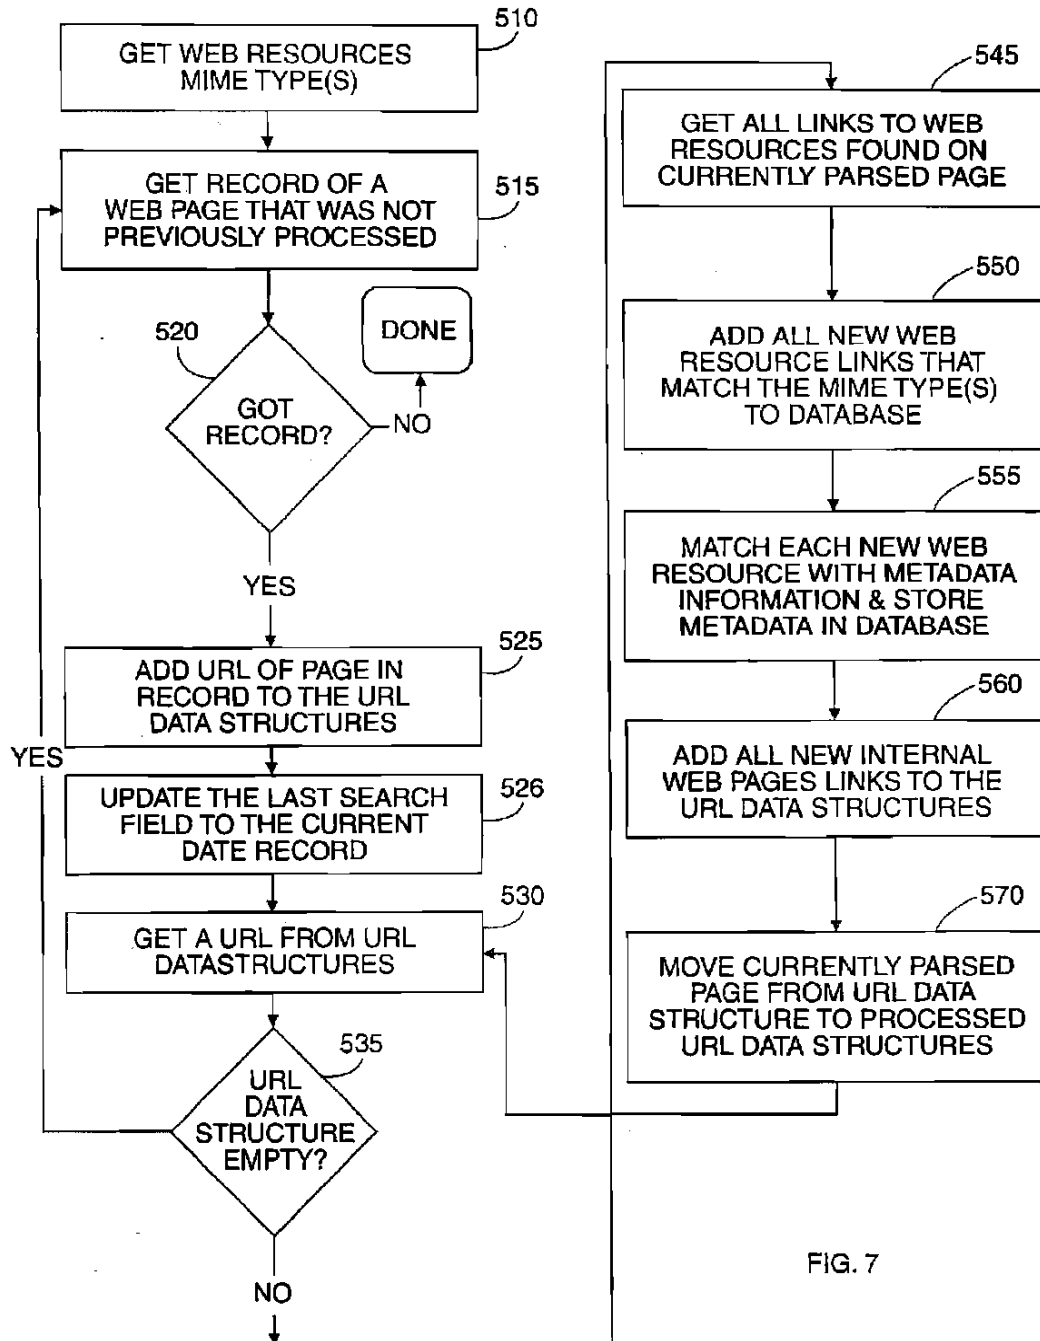 510
GET WEB RESOURCES
MIME TYPE(S)
GET RECORD OF A
WEB PAGE THAT WAS NOT
PREVIOUSLY PROCESSED
515
520
DONE
GOT
RECORD?
NO
YES
525
ADD URL OF PAGE IN
RECORD TO THE URL
DATA STRUCTURES
YES
526
UPDATE THE LAST SEARCH
FIELD TO THE CURRENT
DATE RECORD
530
GET A URL FROM URL
DATASTRUCTURES
535
URL
DATA
STRUCTURE
EMPTY?
NO
545
GET ALL LINKS TO WEB
RESOURCES FOUND ON
CURRENTLY PARSED PAGE
550
ADD ALL NEW WEB
RESOURCE LINKS THAT
MATCH THE MIME TYPE(S)
TO DATABASE
555
MATCH EACH NEW WEB
RESOURCE WITH METADATA
INFORMATION & STORE
METADATA IN DATABASE
560
ADD ALL NEW INTERNAL
WEB PAGES LINKS TO THE
URL DATA STRUCTURES
570
MOVE CURRENTLY PARSED
PAGE FROM URL DATA
STRUCTURE TO PROCESSED
URL DATA STRUCTURES
FIG. 7